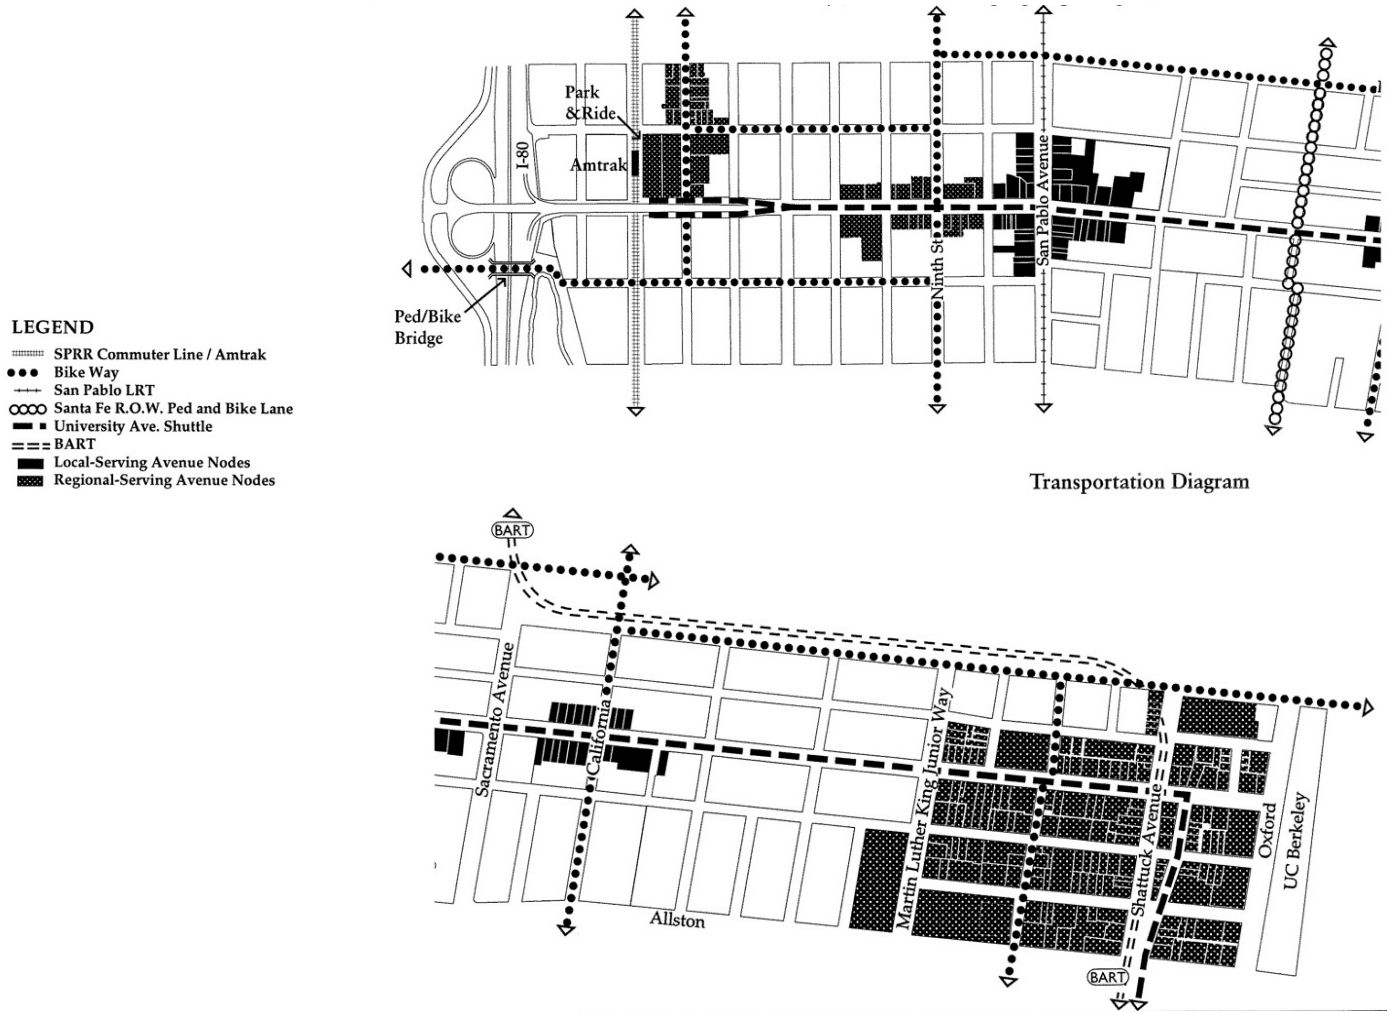 Park
&Ride
I-80
Amtrak
San Pablo Avenue
Ninth St
Ped/Bike
Bridge
LEGEND
SPRR Commuter Line / Amtrak
Bike Way
San Pablo LRT
Santa Fe R.O.W. Ped and Bike Lane
University Ave. Shuttle
BART
Local-Serving Avenue Nodes
Regional-Serving Avenue Nodes
Transportation Diagram
BART
Sacramento Avenue
California
Martin Luther King Junior Way
Shattuck Avenue
Oxford
UC Berkeley
Allston
BART